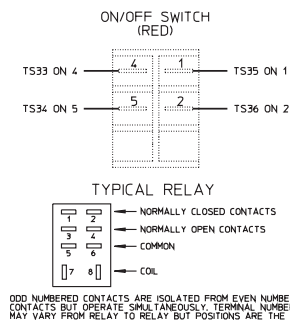 ON/OFF SWITCH
(RED)
TS33 ON 4
4
1
TS35 ON 1
TS34 ON 5
5
2
TS36 ON 2
TYPICAL RELAY
1 2
NORMALLY CLOSED CONTACTS
3 4
NORMALLY OPEN CONTACTS
5 6
COMMON
7 8
COIL
ODD NUMBERED CONTACTS ARE ISOLATED FROM EVEN NUMBE
CONTACTS BUT OPERATE SIMULTANEOUSLY. TERMINAL NUMBE
MAY VARY FROM RELAY TO RELAY BUT POSITIONS ARE THE